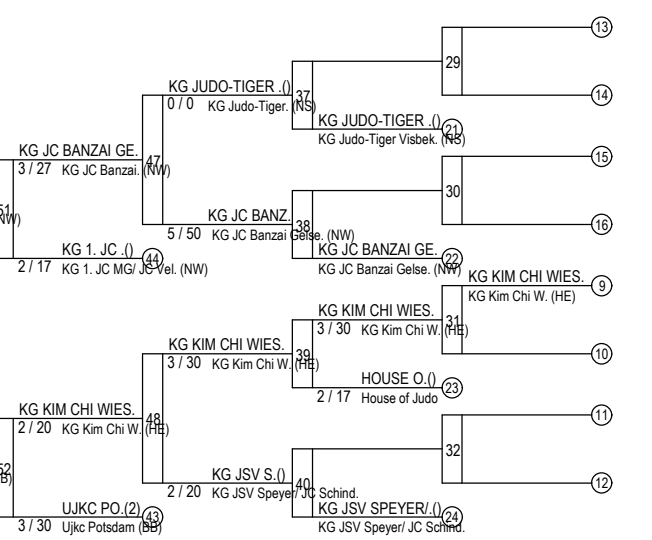 13
29
KG JUDO-TIGER .()
0 / 0 KG Judo-Tiger. (NS)
37
14
KG JUDO-TIGER .()
21
KG Judo-Tiger Visbek. (NS)
KG JC BANZAI GE.
3 / 27 KG JC Banzai. (NW)
47
15
30
51
NW)
KG JC BANZ.
5 / 50 KG JC Banzai Gelse. (NW)
38
16
KG 1. JC .()
44
2 / 17 KG 1. JC MG/ JC Vel. (NW)
KG JC BANZAI GE.
22
KG JC Banzai Gelse. (NW)
KG KIM CHI WIES.
9
KG Kim Chi W. (HE)
KG KIM CHI WIES.
3 / 30 KG Kim Chi W. (HE)
31
KG KIM CHI WIES.
3 / 30 KG Kim Chi W. (HE)
39
10
HOUSE O.()
23
2 / 17 House of Judo
KG KIM CHI WIES.
2 / 20 KG Kim Chi W. (HE)
48
11
32
52
B)
KG JSV S.()
2 / 20 KG JSV Speyer/ JC Schind.
40
12
UJKC PO.(2)
43
3 / 30 Ujkc Potsdam (BB)
KG JSV SPEYER/.()
24
KG JSV Speyer/ JC Schind.